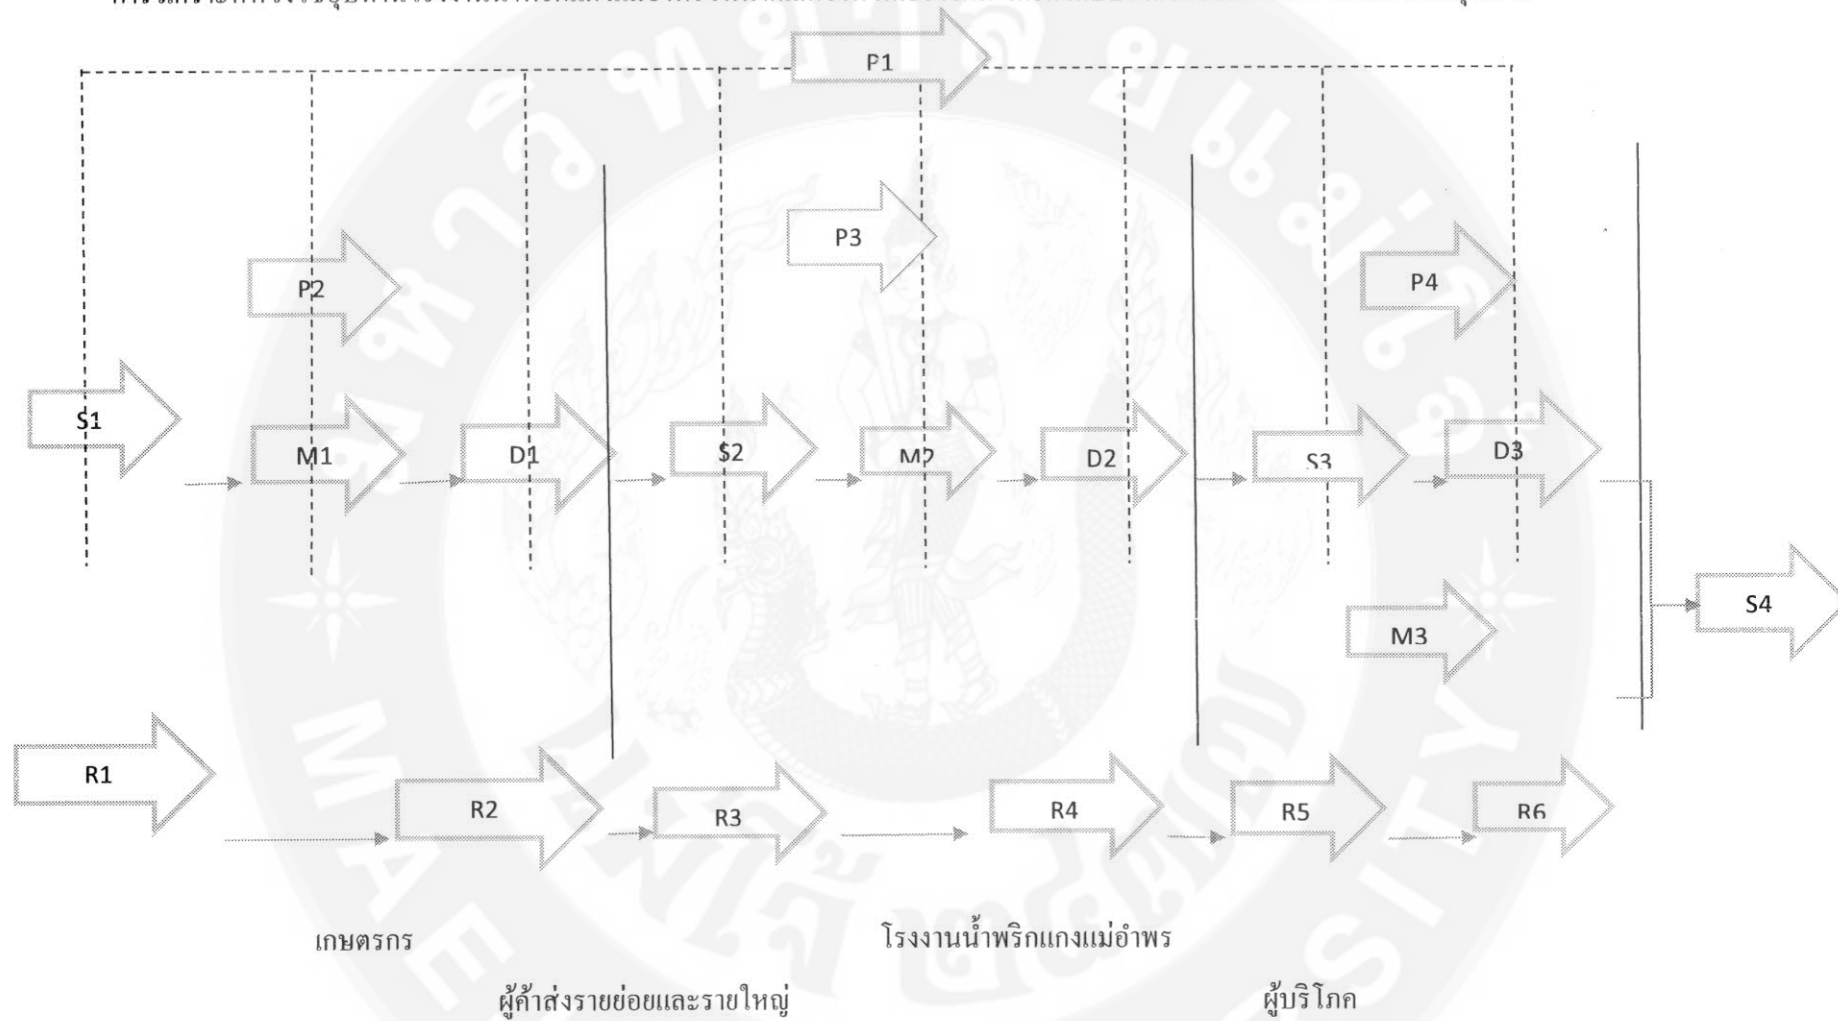 P1
P3
P2
P4
S1
M1
D1
S2
M2
D2
S3
D3
S4
M3
R1
R2
R3
R4
R5
R6
เกษตรกร
โรงงานน้ำพริกแกงแม่อำพร
ผู้ค้าส่งรายย่อยและรายใหญ่
ผู้บริโภค